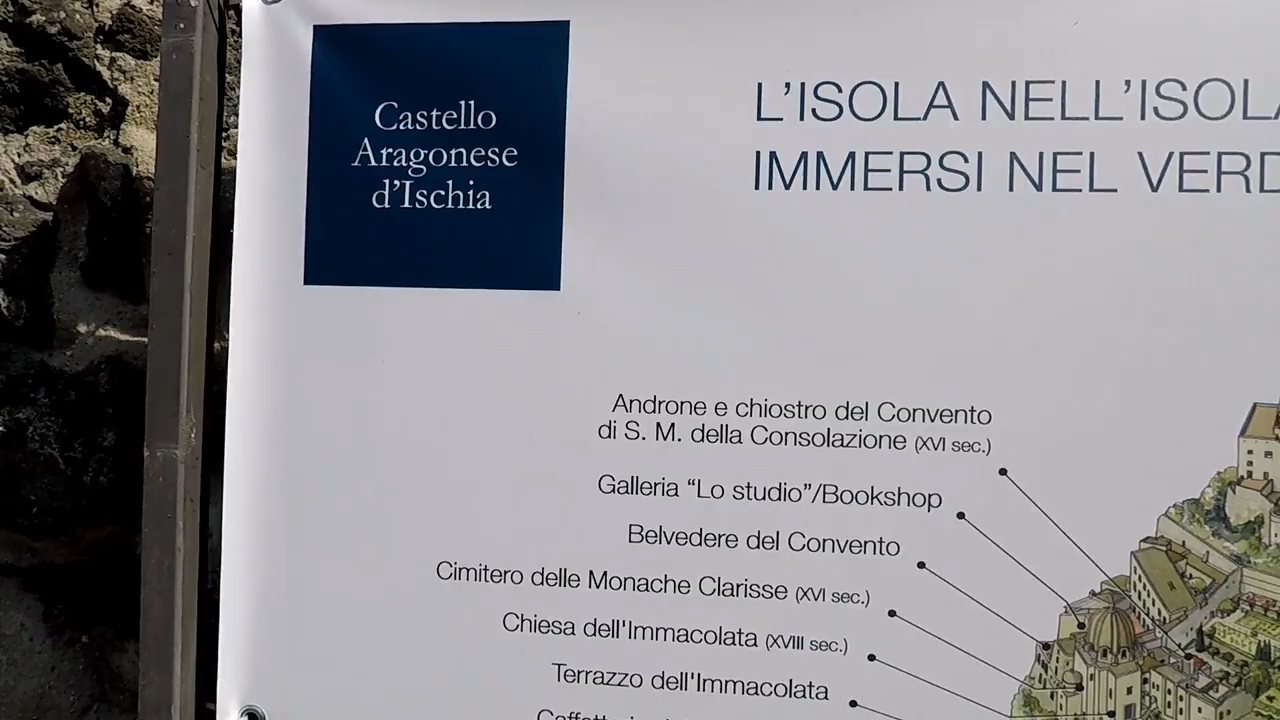 Castello
Aragonese
d'Ischia
L'ISOLA NELL'ISOLA
IMMERSI NEL
Androne e chiostro del Convento
di S. M. della Consolazione (XVI sec.)
Galleria “Lo studio”/Bookshop
Belvedere del Convento
Cimitero delle Monache Clarisse (XVI sec.)
Chiesa dell'Immacolata (XVIII sec.)
Terrazzo dell'Immacolata